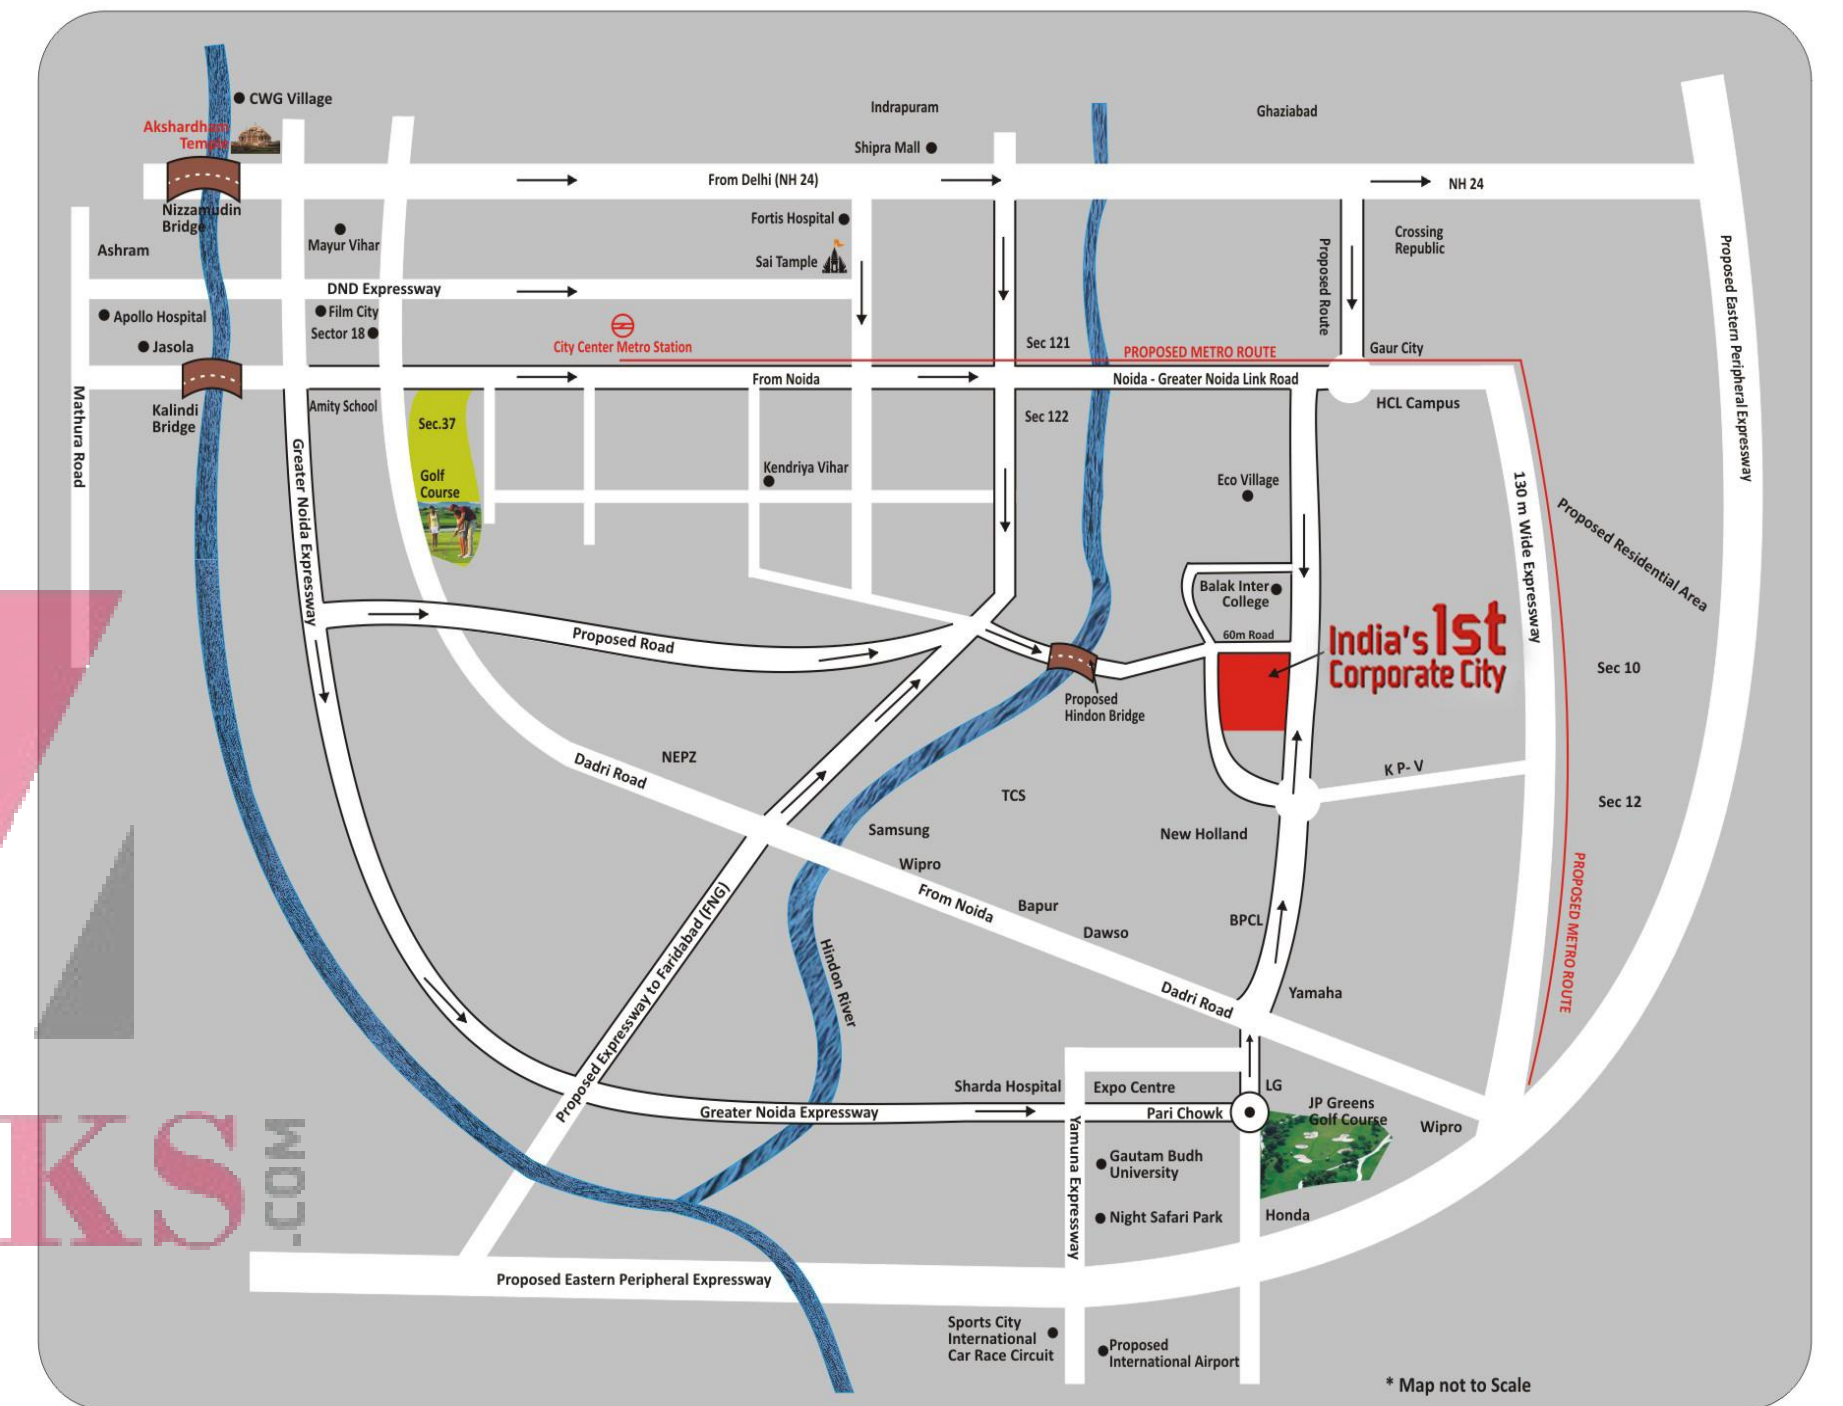 CWG Village
Akshardham
Temple
Indrapuram
Ghaziabad
Shipra Mall
From Delhi (NH 24)
NH 24
Nizzamudin
Bridge
Ashram
Mayur Vihar
Fortis Hospital
Sai Tample
Proposed Route
Crossing
Republic
Proposed Eastern Peripheral Expressway
DND Expressway
Apollo Hospital
Film City
Sector 18
Jasola
City Center Metro Station
Sec 121
PROPOSED METRO ROUTE
Gaur City
From Noida
Noida - Greater Noida Link Road
Mathura Road
Kalindi
Bridge
Amity School
Sec.37
Sec 122
HCL Campus
Greater Noida Expressway
Golf
Course
Kendriya Vihar
Eco Village
130 m Wide Expressway
Proposed Residential Area
Balak Inter
College
60m Road
India's 1st
Corporate City
Proposed Road
Sec 10
Proposed
Hindon Bridge
NEPZ
Dadri Road
TCS
K P- V
Sec 12
Samsung
New Holland
Wipro
From Noida
Bapur
Dawso
BPCL
PROPOSED METRO ROUTE
Proposed Expressway to Faridabad (FNG)
Hindon River
Dadri Road
Yamaha
Sharda Hospital
Expo Centre
LG
Greater Noida Expressway
Pari Chowk
JP Greens
Golf Course
Wipro
Yamuna Expressway
Gautam Budh
University
Night Safari Park
Honda
KS
.COM
Proposed Eastern Peripheral Expressway
Sports City
International
Car Race Circuit
Proposed
International Airport
* Map not to Scale